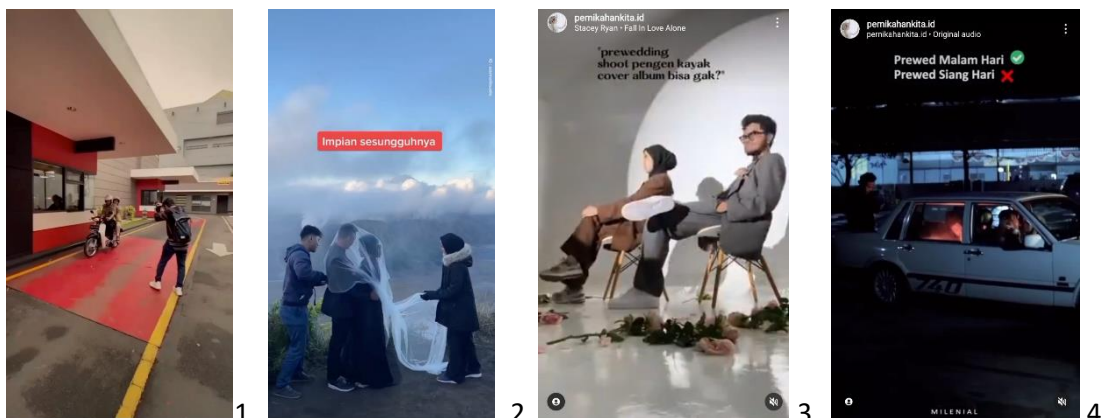 1
Impian sesungguhnya
2
pernikahankita.id
Stacey Ryan • Fall In Love Alone
"prewedding
shoot pengen kayak
cover album bisa gak?"
3
pernikahankita.id
pernikahankita.id • Original audio
Prewed Malam Hari ✅
Prewed Siang Hari ❌
740
MILENIAL
4